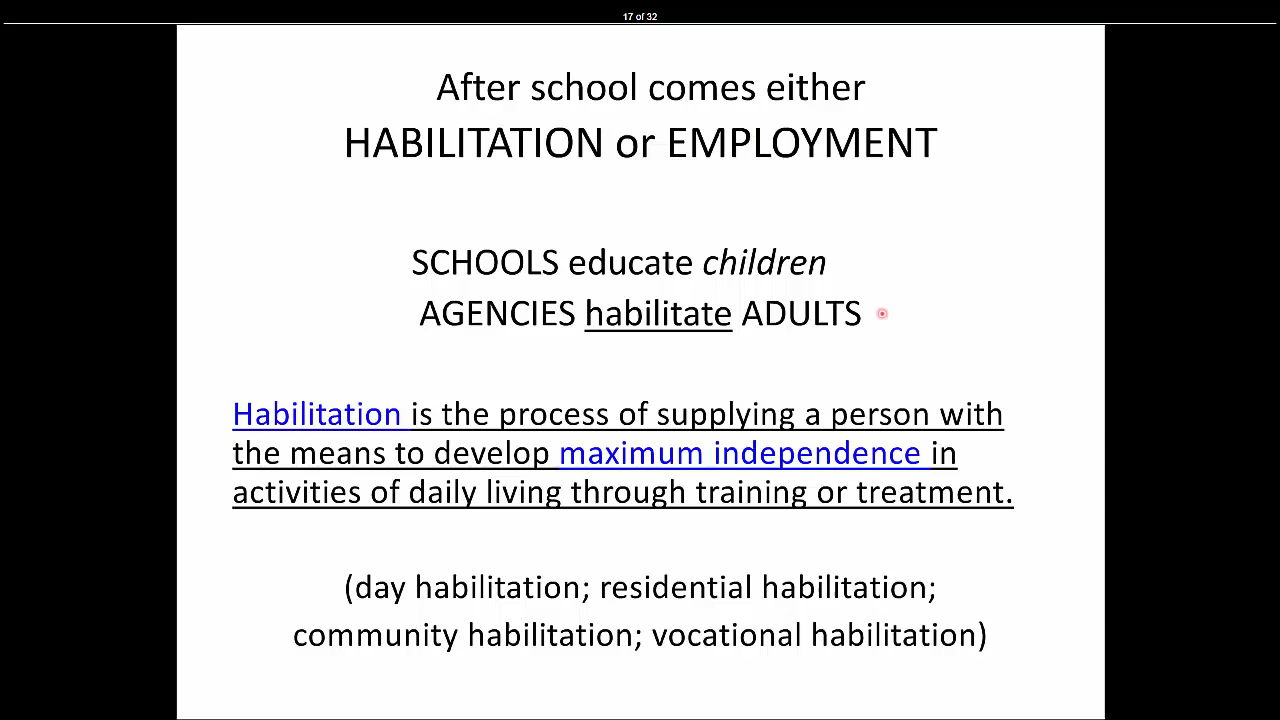 17 of 32
After school comes either
HABILITATION or EMPLOYMENT
SCHOOLS educate children
AGENCIES habilitate ADULTS
Habilitation is the process of supplying a person with
the means to develop maximum independence in
activities of daily living through training or treatment.
(day habilitation; residential habilitation;
community habilitation; vocational habilitation)